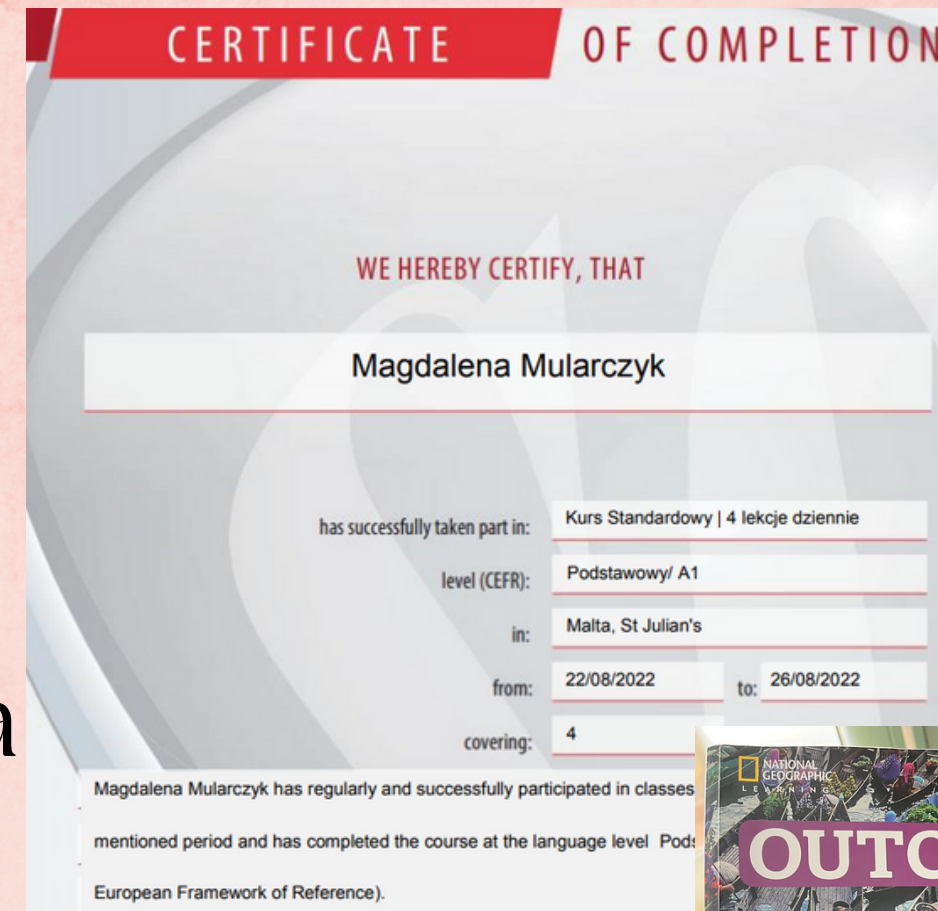 CERTIFICATE OF COMPLETION
WE HEREBY CERTIFY, THAT
Magdalena Mularczyk
has successfully taken part in: Kurs Standardowy | 4 lekcje dziennie
level (CEFR): Podstawowy/ A1
in: Malta, St Julian's
from: 22/08/2022 to: 26/08/2022
covering: 4
a
Magdalena Mularczyk has regularly and successfully participated in classes
mentioned period and has completed the course at the language level Pods
European Framework of Reference).
NATIONAL
GEOGRAPHIC
LEARNING
OUTC